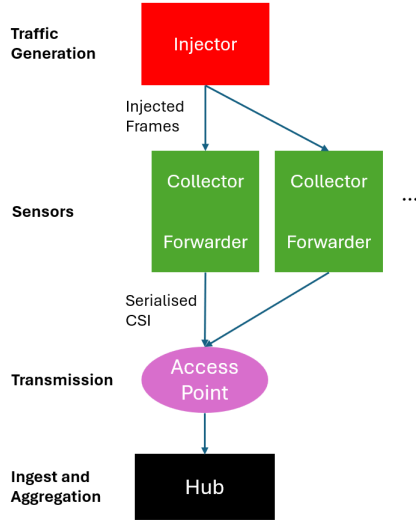 Traffic
Generation
Injector
Injected
Frames
Sensors
Collector
Forwarder
Collector
Forwarder
...
Serialised
CSI
Transmission
Access
Point
Ingest and
Aggregation
Hub